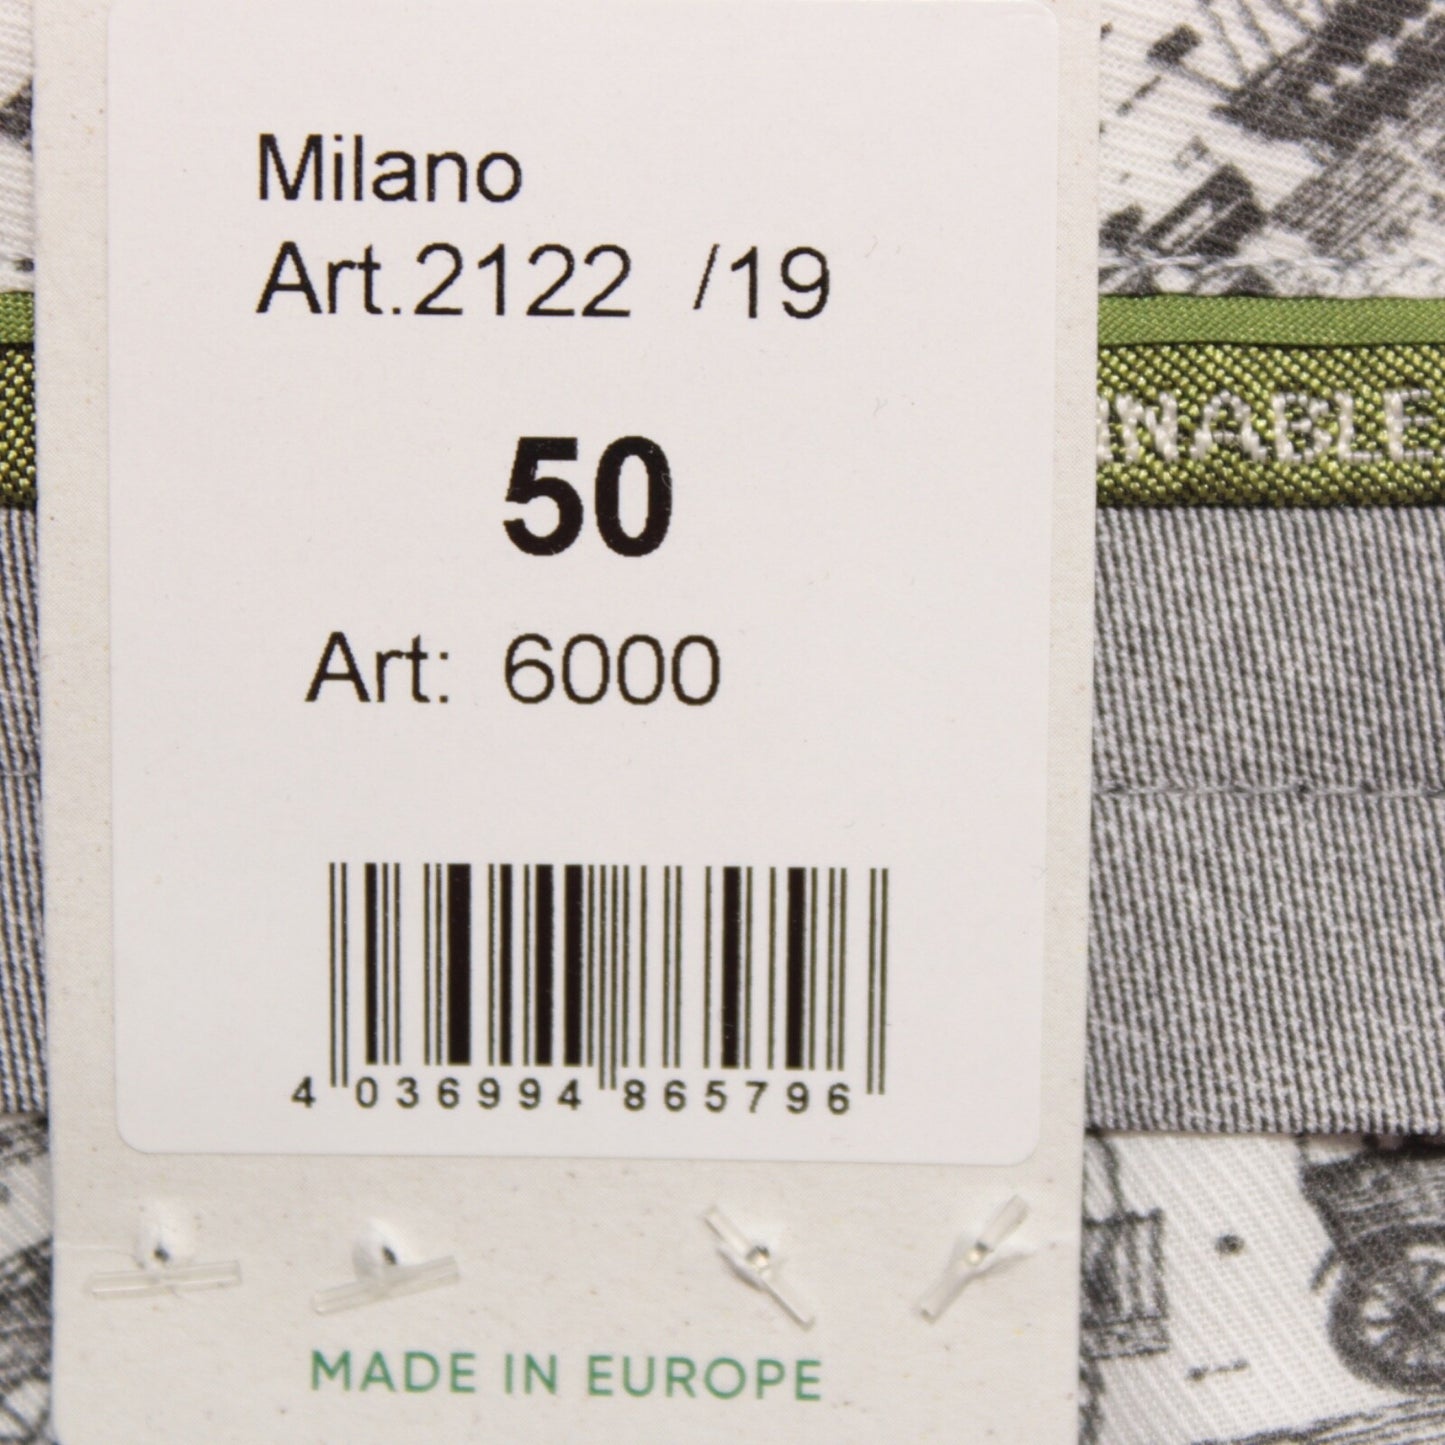 Milano
Art.2122 /19
50
Art: 6000
4 036994 865796
MADE IN EUROPE